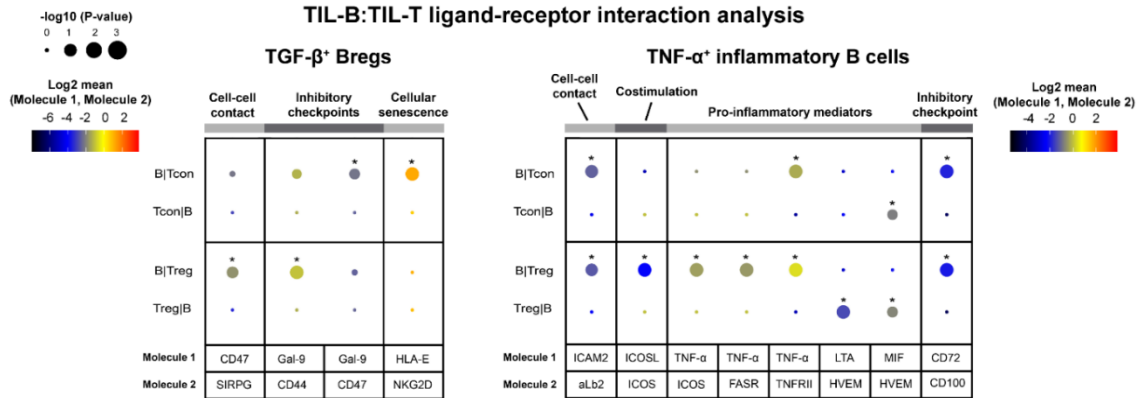 TIL-B:TIL-T ligand-receptor interaction analysis
-log10 (P-value)
0 1 2 3
Log2 mean
(Molecule 1, Molecule 2)
-6 -4 -2 0 2
TGF-β⁺ Bregs
Cell-cell
contact
Inhibitory
checkpoints
Cellular
senescence
B|Tcon
*
*
Tcon|B
B|Treg
*
*
Treg|B
Molecule 1 CD47 Gal-9 Gal-9 HLA-E
Molecule 2 SIRPG CD44 CD47 NKG2D
TNF-α⁺ inflammatory B cells
Cell-cell
contact
Costimulation
Pro-inflammatory mediators
Inhibitory
checkpoint
Log2 mean
(Molecule 1, Molecule 2)
-4 -2 0 2
B|Tcon
* * *
Tcon|B
*
B|Treg
* * * * * *
Treg|B
* *
Molecule 1 ICAM2 ICOSL TNF-α TNF-α TNF-α LTA MIF CD72
Molecule 2 aLb2 ICOS ICOS FASR TNFRII HVEM HVEM CD100